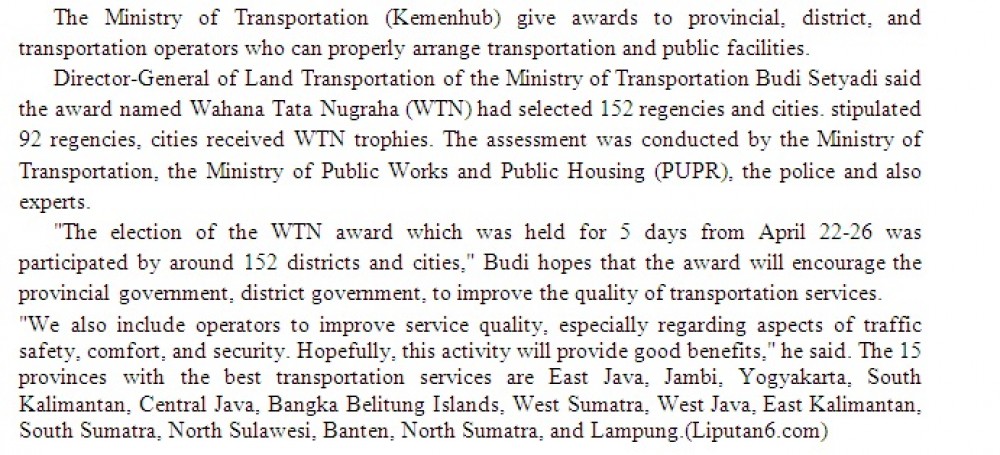 The Ministry of Transportation (Kemenhub) give awards to provincial, district, and
transportation operators who can properly arrange transportation and public facilities.
Director-General of Land Transportation of the Ministry of Transportation Budi Setyadi said
the award named Wahana Tata Nugraha (WTN) had selected 152 regencies and cities. stipulated
92 regencies, cities received WTN trophies. The assessment was conducted by the Ministry of
Transportation, the Ministry of Public Works and Public Housing (PUPR), the police and also
experts.
"The election of the WTN award which was held for 5 days from April 22-26 was
participated by around 152 districts and cities," Budi hopes that the award will encourage the
provincial government, district government, to improve the quality of transportation services.
"We also include operators to improve service quality, especially regarding aspects of traffic
safety, comfort, and security. Hopefully, this activity will provide good benefits," he said. The 15
provinces with the best transportation services are East Java, Jambi, Yogyakarta, South
Kalimantan, Central Java, Bangka Belitung Islands, West Sumatra, West Java, East Kalimantan,
South Sumatra, North Sulawesi, Banten, North Sumatra, and Lampung.(Liputan6.com)